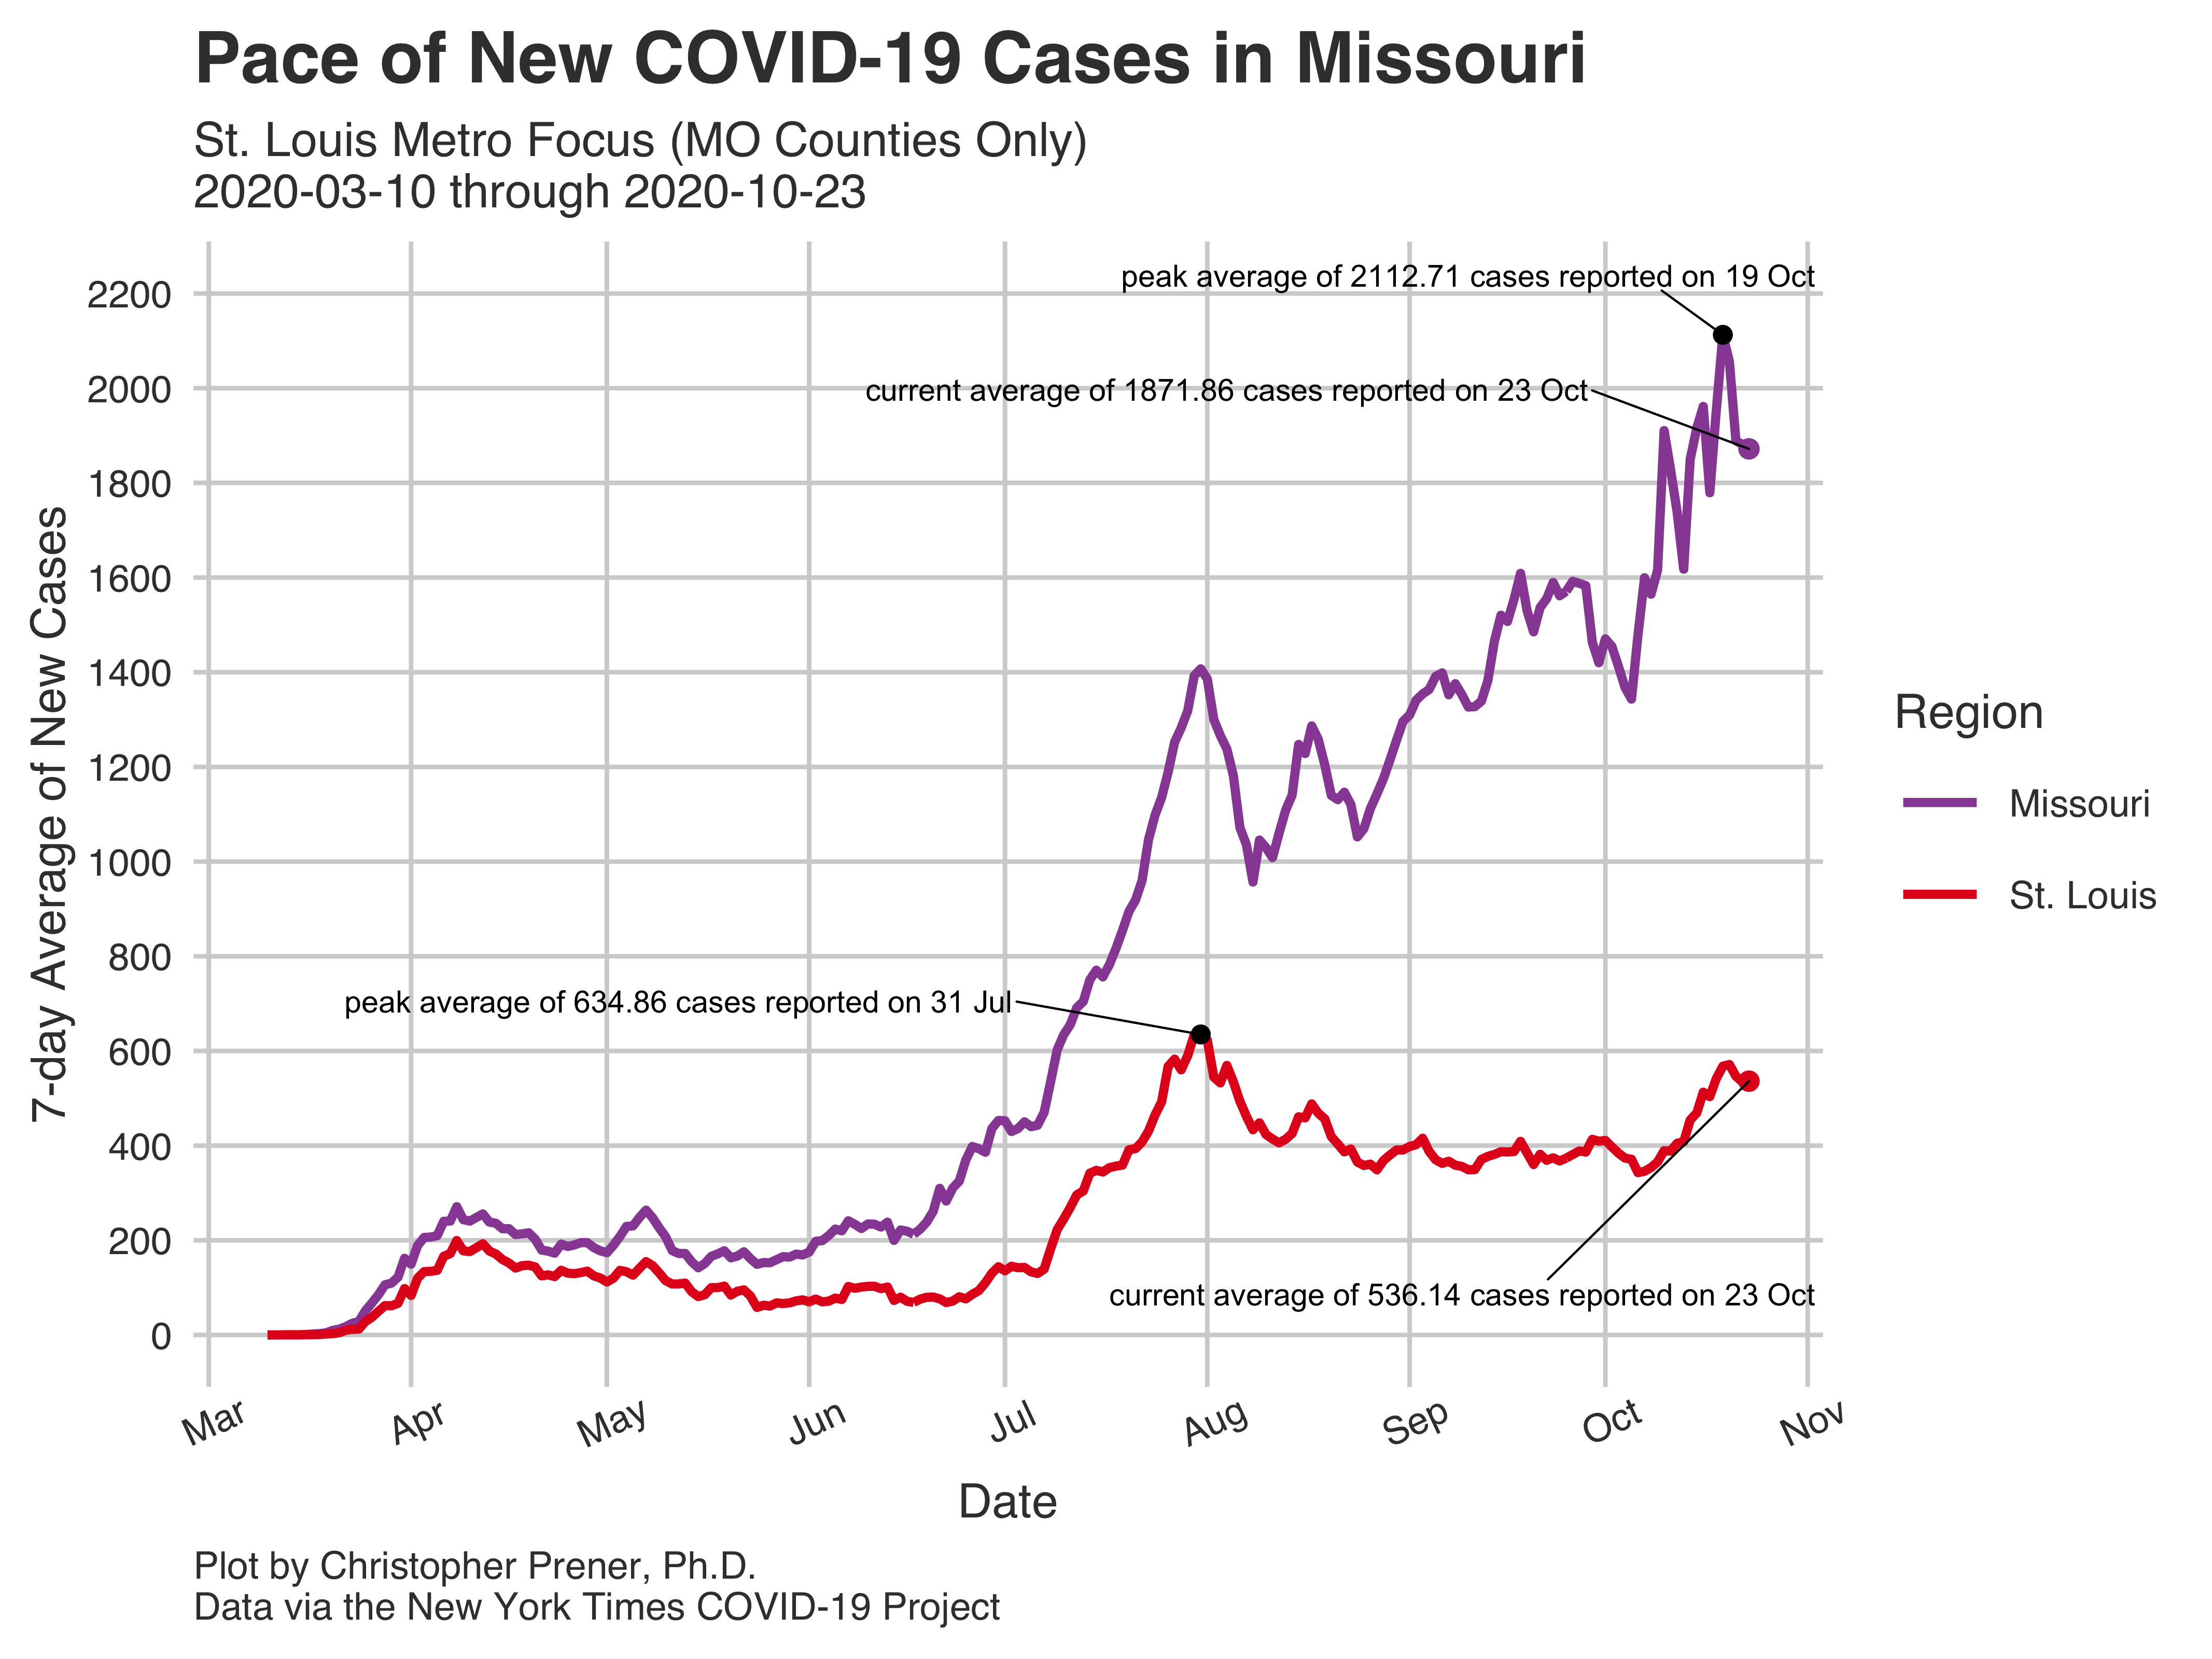 Pace of New COVID-19 Cases in Missouri
St. Louis Metro Focus (MO Counties Only)
2020-03-10 through 2020-10-23
7-day Average of New Cases
2200
2000
1800
1600
1400
1200
1000
800
600
400
200
0
peak average of 2112.71 cases reported on 19 Oct
current average of 1871.86 cases reported on 23 Oct
peak average of 634.86 cases reported on 31 Jul
current average of 536.14 cases reported on 23 Oct
Mar
Apr
May
Jun
Jul
Aug
Sep
Oct
Nov
Date
Region
Missouri
St. Louis
Plot by Christopher Prener, Ph.D.
Data via the New York Times COVID-19 Project